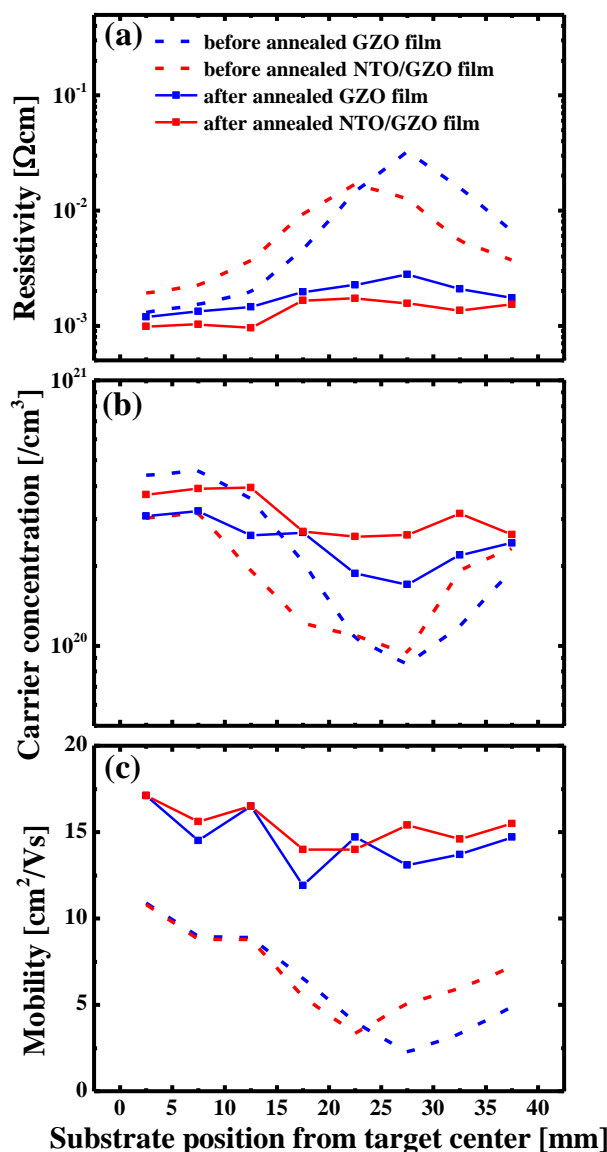 (a)
before annealed GZO film
before annealed NTO/GZO film
after annealed GZO film
after annealed NTO/GZO film
Resistivity [Ωcm]
10⁻¹
10⁻²
10⁻³
(b)
Carrier concentration [/cm³]
10²¹
10²⁰
(c)
Mobility [cm²/Vs]
20
15
10
5
0
0 5 10 15 20 25 30 35 40
Substrate position from target center [mm]